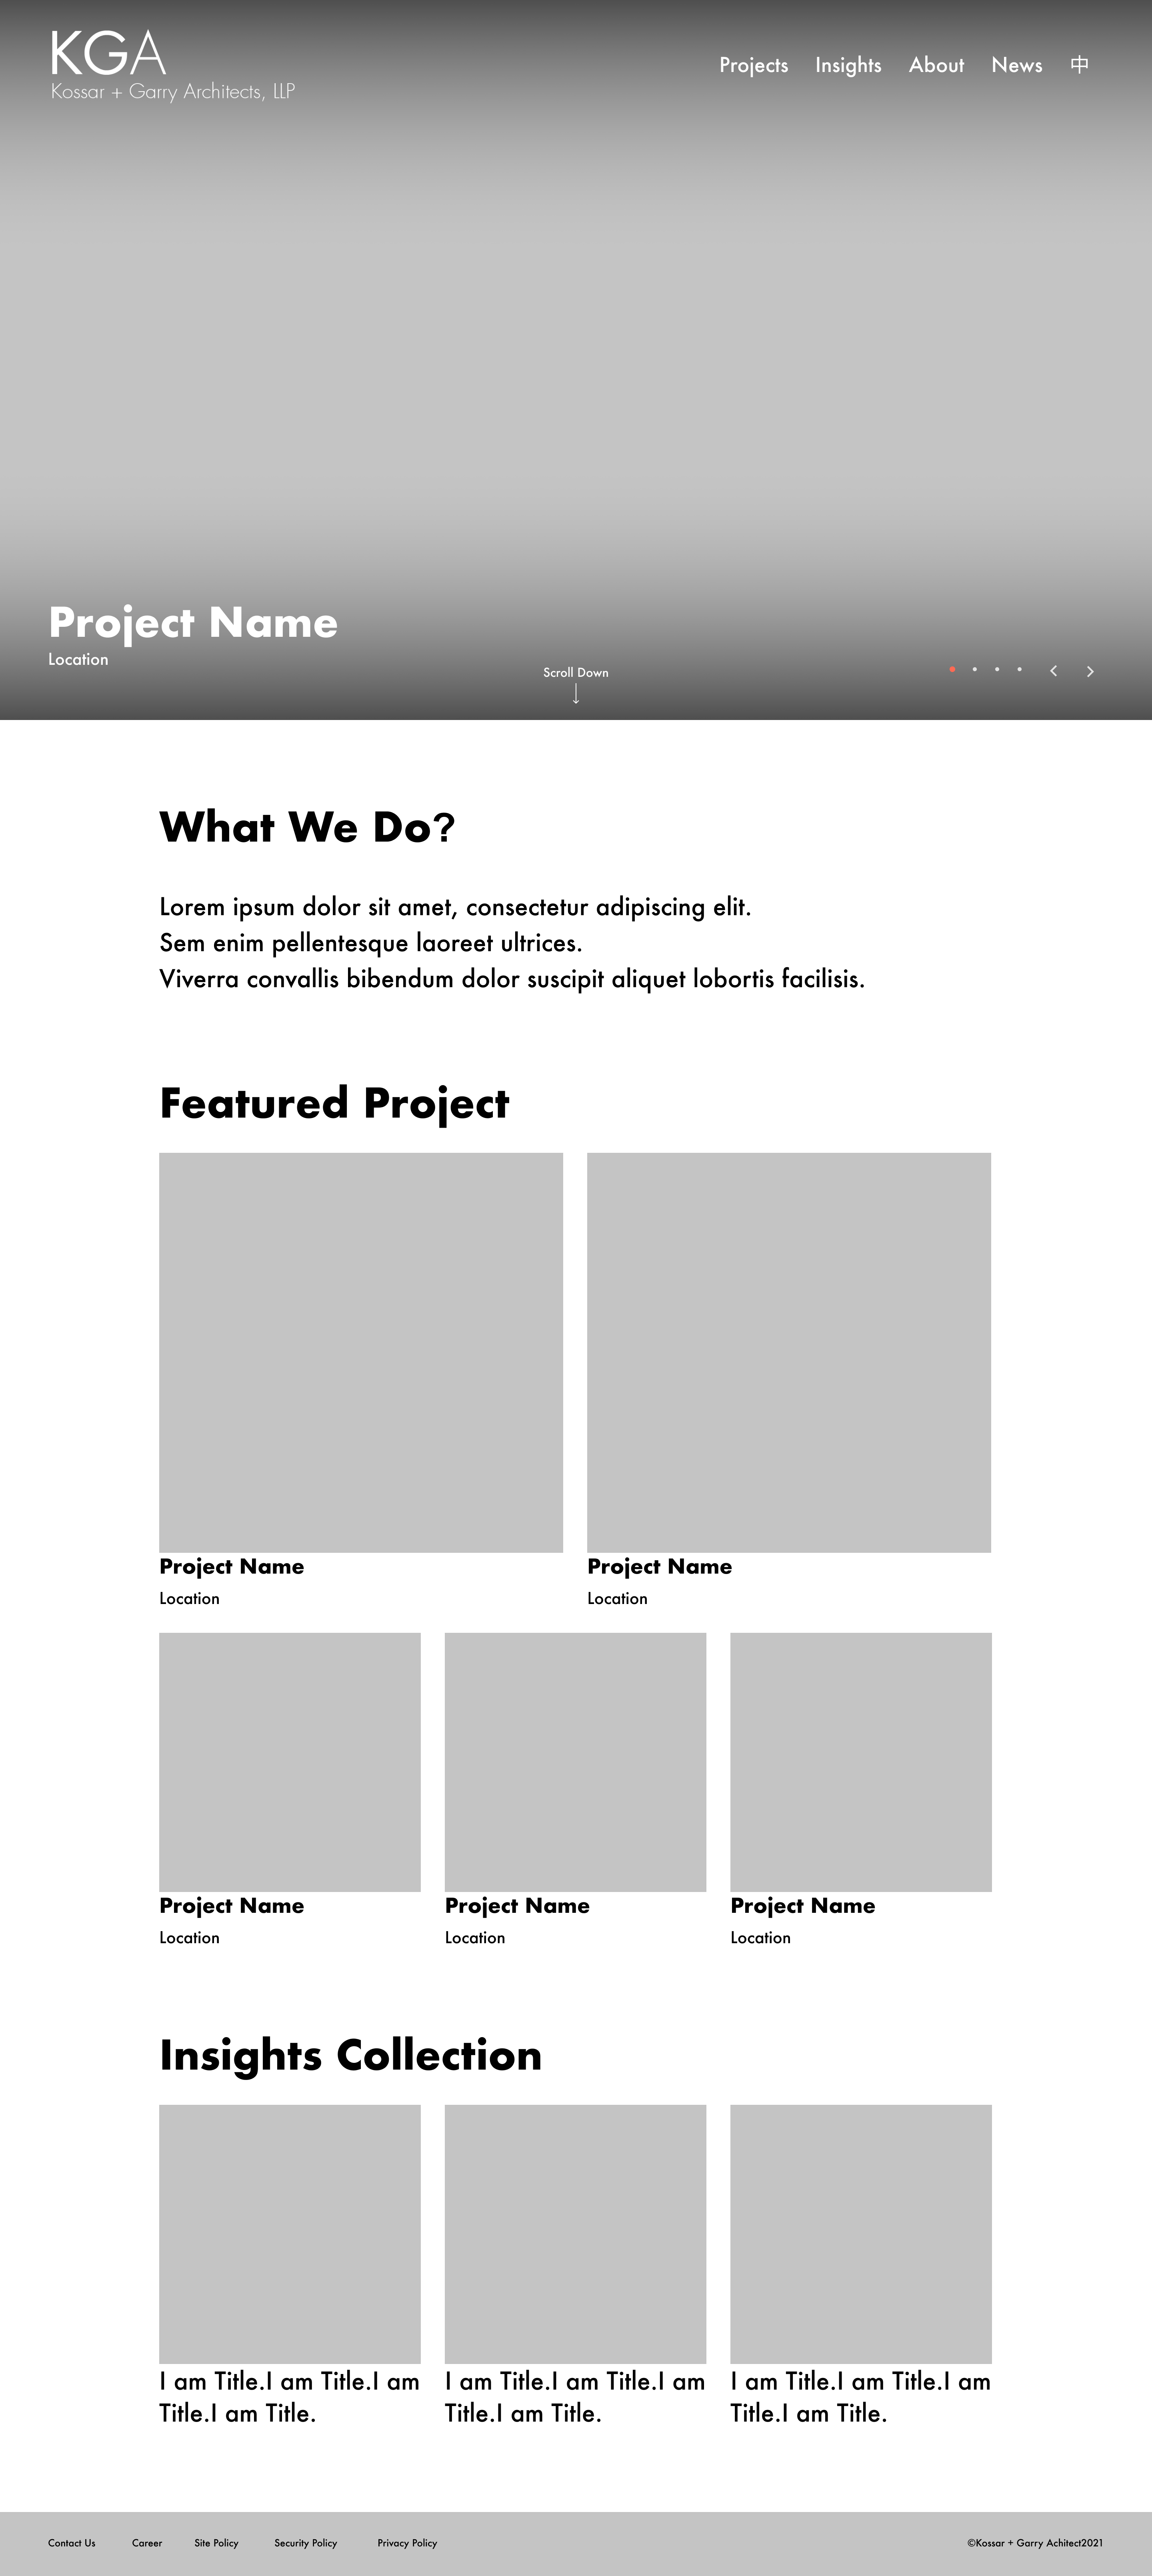 KGA
Kossar + Garry Architects, LLP
Projects Insights About News 中
Project Name
Location
Scroll Down
What We Do?
Lorem ipsum dolor sit amet, consectetur adipiscing elit.
Sem enim pellentesque laoreet ultrices.
Viverra convallis bibendum dolor suscipit aliquet lobortis facilisis.
Featured Project
Project Name
Location
Project Name
Location
Project Name
Location
Project Name
Location
Project Name
Location
Insights Collection
I am Title.I am Title.I am
Title.I am Title.
I am Title.I am Title.I am
Title.I am Title.
I am Title.I am Title.I am
Title.I am Title.
Contact Us Career Site Policy Security Policy Privacy Policy ©Kossar + Garry Achitect2021